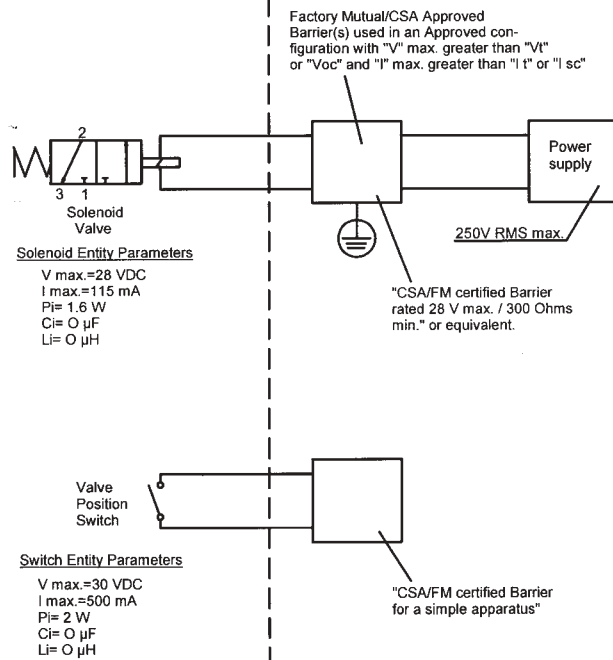 Factory Mutual/CSA Approved
Barrier(s) used in an Approved con-
figuration with "V" max. greater than "Vt"
or "Voc" and "I" max. greater than "I t" or "I sc"
2
3 1
Solenoid
Valve
Power
supply
250V RMS max.
Solenoid Entity Parameters
V max.=28 VDC
I max.=115 mA
Pi= 1.6 W
Ci= O µF
Li= O µH
"CSA/FM certified Barrier
rated 28 V max. / 300 Ohms
min." or equivalent.
Valve
Position
Switch
Switch Entity Parameters
V max.=30 VDC
I max.=500 mA
Pi= 2 W
Ci= O µF
Li= O µH
"CSA/FM certified Barrier
for a simple apparatus"